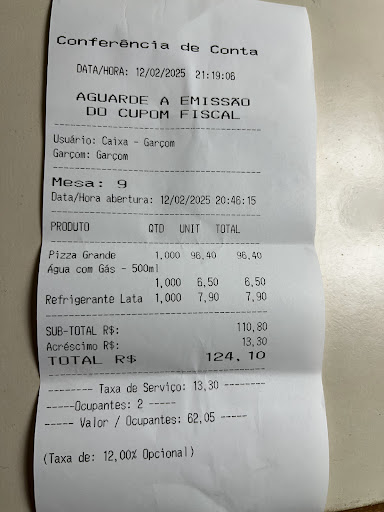 Conferência de Conta
DATA/HORA: 12/02/2025 21:19:06
AGUARDE A EMISSÃO
DO CUPOM FISCAL
Usuário: Caixa - Garçom
Garçom: Garçom
Mesa: 9
Data/Hora abertura: 12/02/2025 20:46:15
PRODUTO QTD UNIT TOTAL
Pizza Grande 1,000 96,40 96,40
Água com Gás - 500ml
1,000 6,50 6,50
Refrigerante Lata 1,000 7,90 7,90
SUB-TOTAL R$: 110,80
Acréscimo R$: 13,30
TOTAL R$ 124,10
-------- Taxa de Serviço: 13,30 --------
-----Ocupantes: 2 -----
----- Valor / Ocupantes: 62,05 -----
(Taxa de: 12,00% Opcional)